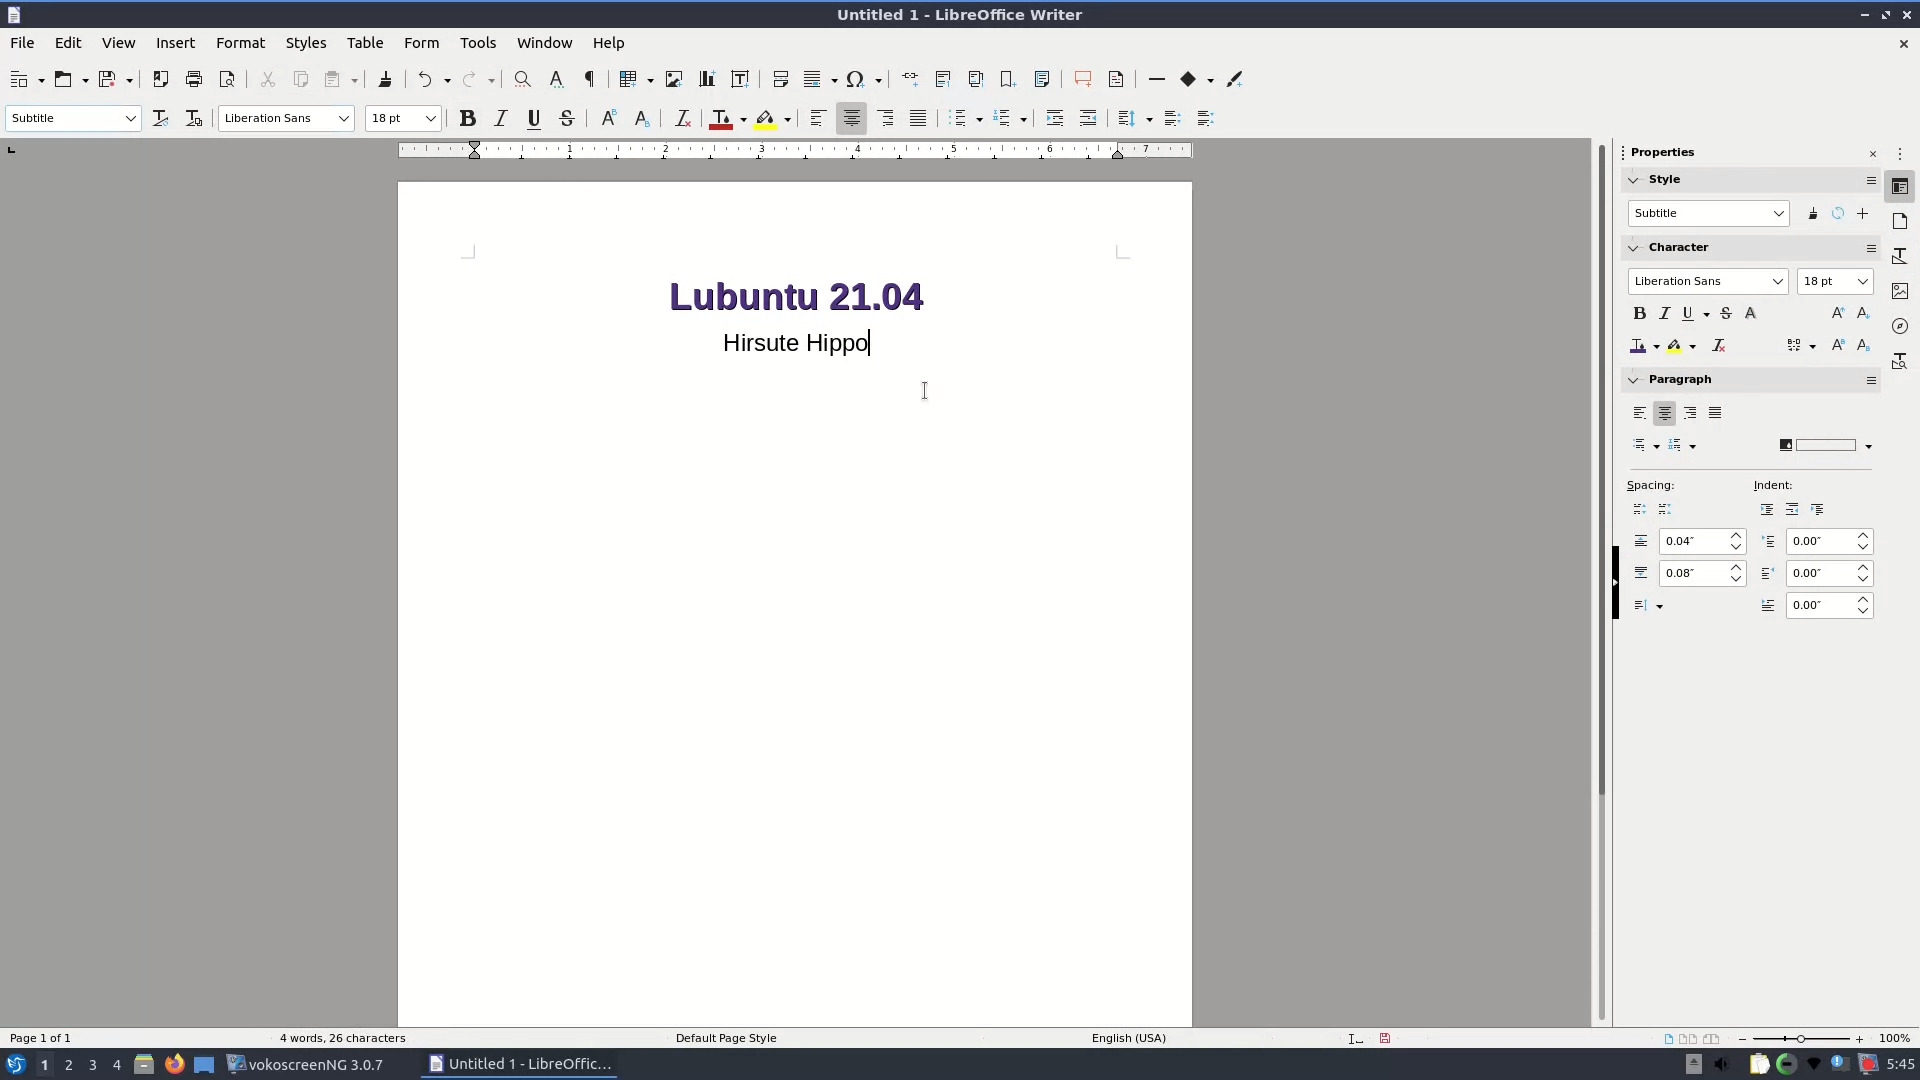 Untitled 1 - LibreOffice Writer
File Edit View Insert Format Styles Table Form Tools Window Help
Subtitle Liberation Sans 18 pt
1 2 3 4 5 6 7
Properties
Style
Subtitle
Character
Liberation Sans 18 pt
Paragraph
Spacing: Indent:
0.04″ 0.00″
0.08″ 0.00″
0.00″
Lubuntu 21.04
Hirsute Hippo
Page 1 of 1 4 words, 26 characters Default Page Style English (USA) 100%
1 2 3 4 vokoscreenNG 3.0.7 Untitled 1 - LibreOffic... 5:45